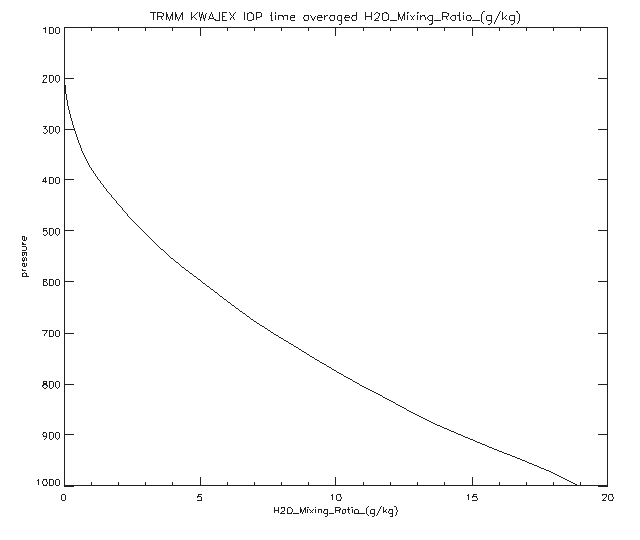 TRMM KWAJEX IOP time averaged H2O_Mixing_Ratio_(g/kg)
100
200
300
400
500
600
700
800
900
1000
pressure
0 5 10 15 20
H2O_Mixing_Ratio_(g/kg)